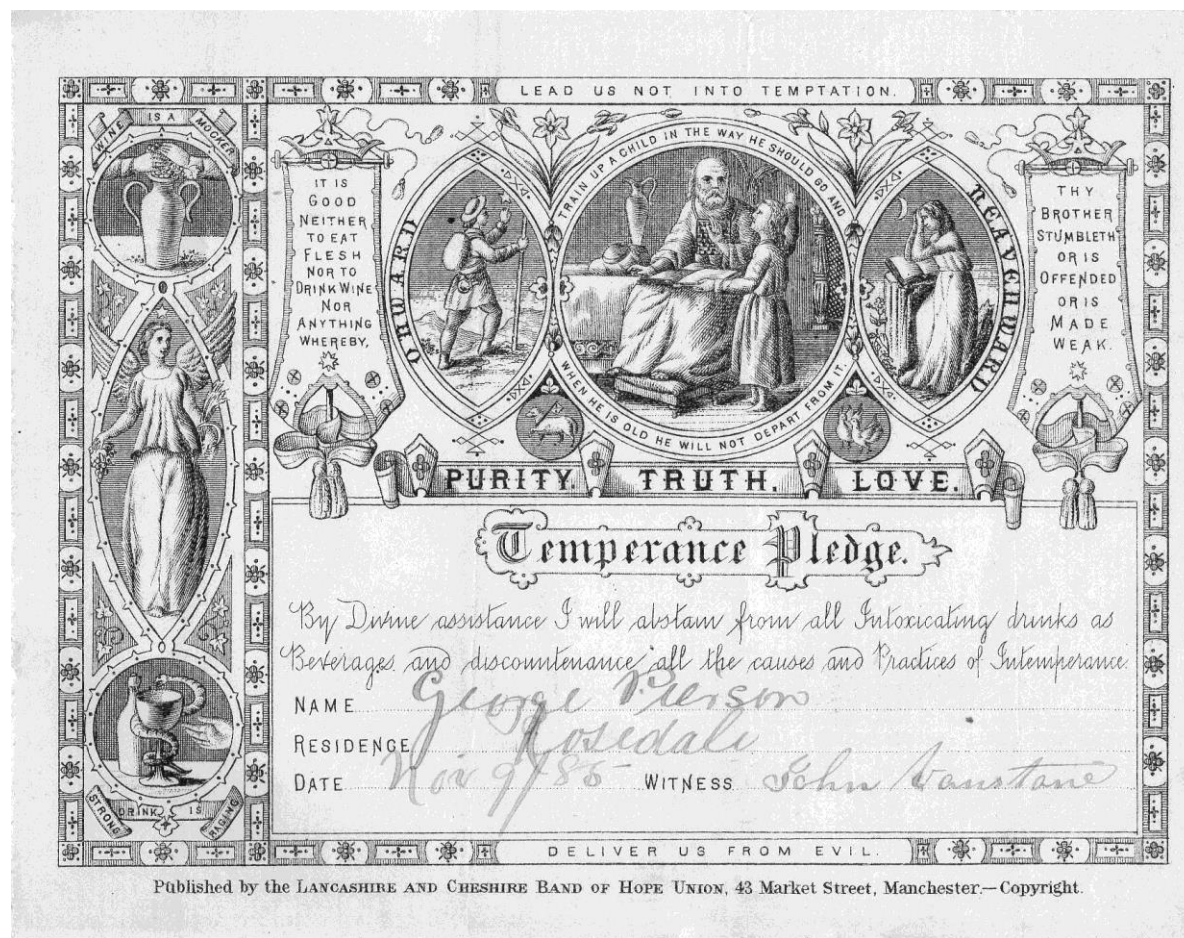 LEAD US NOT INTO TEMPTATION.
WINE IS A MOCKER
IT IS
GOOD
NEITHER
TO EAT
FLESH
NOR TO
DRINK WINE
NOR
ANYTHING
WHEREBY,
ONWARD
TRAIN UP A CHILD IN THE WAY HE SHOULD GO AND
WHEN HE IS OLD HE WILL NOT DEPART FROM IT.
HEAVENWARD
THY
BROTHER
STUMBLETH
OR IS
OFFENDED
OR IS
MADE
WEAK.
PURITY. TRUTH. LOVE.
Temperance Pledge.
By Divine assistance I will abstain from all Intoxicating drinks as
Beverages and discountenance all the causes and Practices of Intemperance.
NAME George Pierson
RESIDENCE Rosedale
DATE Nov 9/85 WITNESS John Vanstone
STRONG DRINK IS RAGING
DELIVER US FROM EVIL.
Published by the LANCASHIRE AND CHESHIRE BAND OF HOPE UNION, 43 Market Street, Manchester.—Copyright.